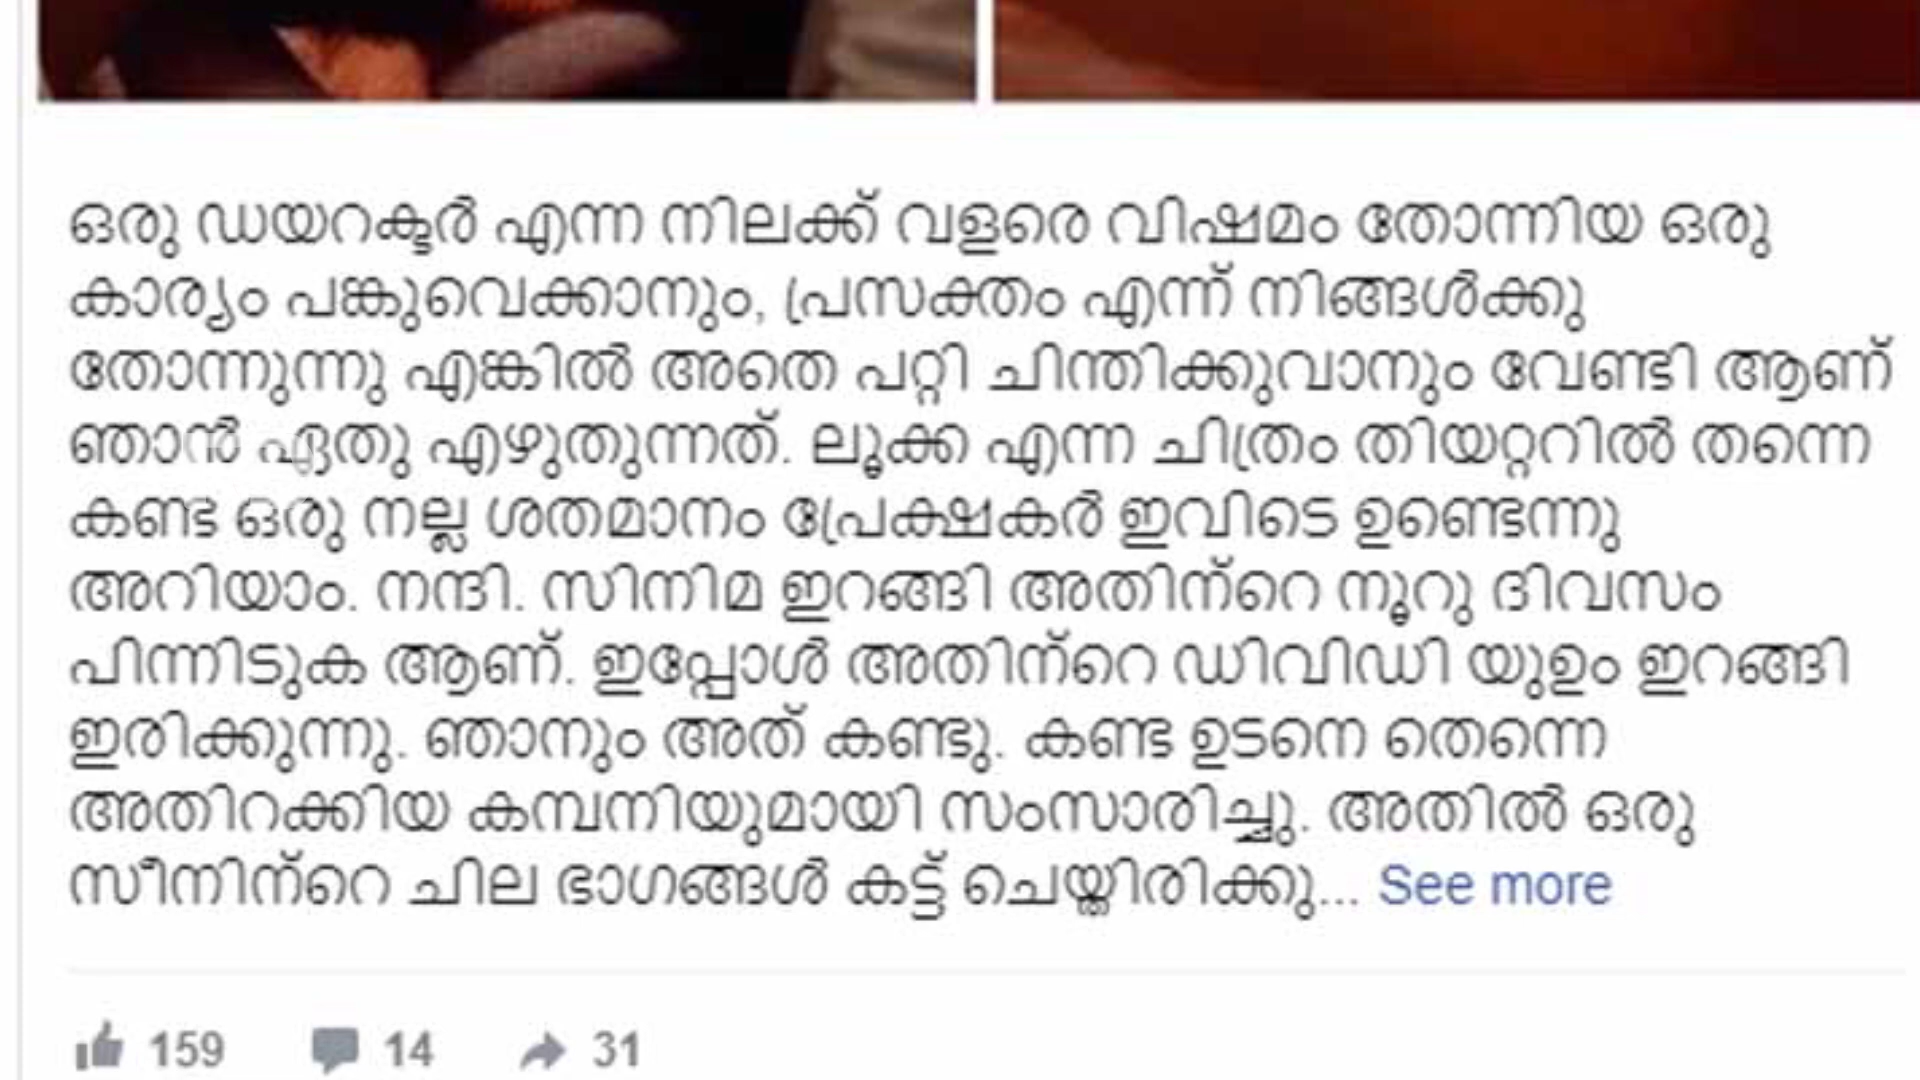 ഒരു ഡയറക്ടർ എന്ന നിലക്ക് വളരെ വിഷമം തോന്നിയ ഒരു
കാര്യം പങ്കുവെക്കാനും, പ്രസക്തം എന്ന് നിങ്ങൾക്കു
തോന്നുന്നു എങ്കിൽ അതെ പറ്റി ചിന്തിക്കുവാനും വേണ്ടി ആണ്
ഞാൻ ഏതു എഴുതുന്നത്. ലൂക്ക എന്ന ചിത്രം തിയറ്ററിൽ തന്നെ
കണ്ട ഒരു നല്ല ശതമാനം പ്രേക്ഷകർ ഇവിടെ ഉണ്ടെന്നു
അറിയാം. നന്ദി. സിനിമ ഇറങ്ങി അതിന്റെ നൂറു ദിവസം
പിന്നിടുക ആണ്. ഇപ്പോൾ അതിന്റെ ഡിവിഡി യുഉം ഇറങ്ങി
ഇരിക്കുന്നു. ഞാനും അത് കണ്ടു. കണ്ട ഉടനെ തെന്നെ
അതിറക്കിയ കമ്പനിയുമായി സംസാരിച്ചു. അതിൽ ഒരു
സീനിന്റെ ചില ഭാഗങ്ങൾ കട്ട് ചെയ്തിരിക്കു... See more
159 14 31